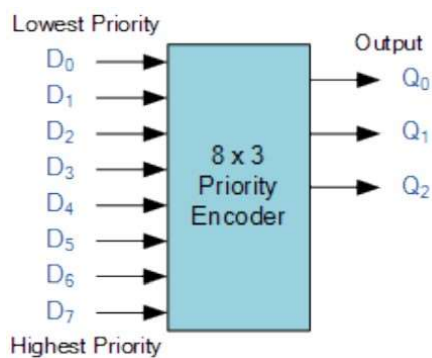 Lowest Priority
D₀
D₁
D₂
D₃
D₄
D₅
D₆
D₇
Highest Priority
8 x 3
Priority
Encoder
Output
Q₀
Q₁
Q₂